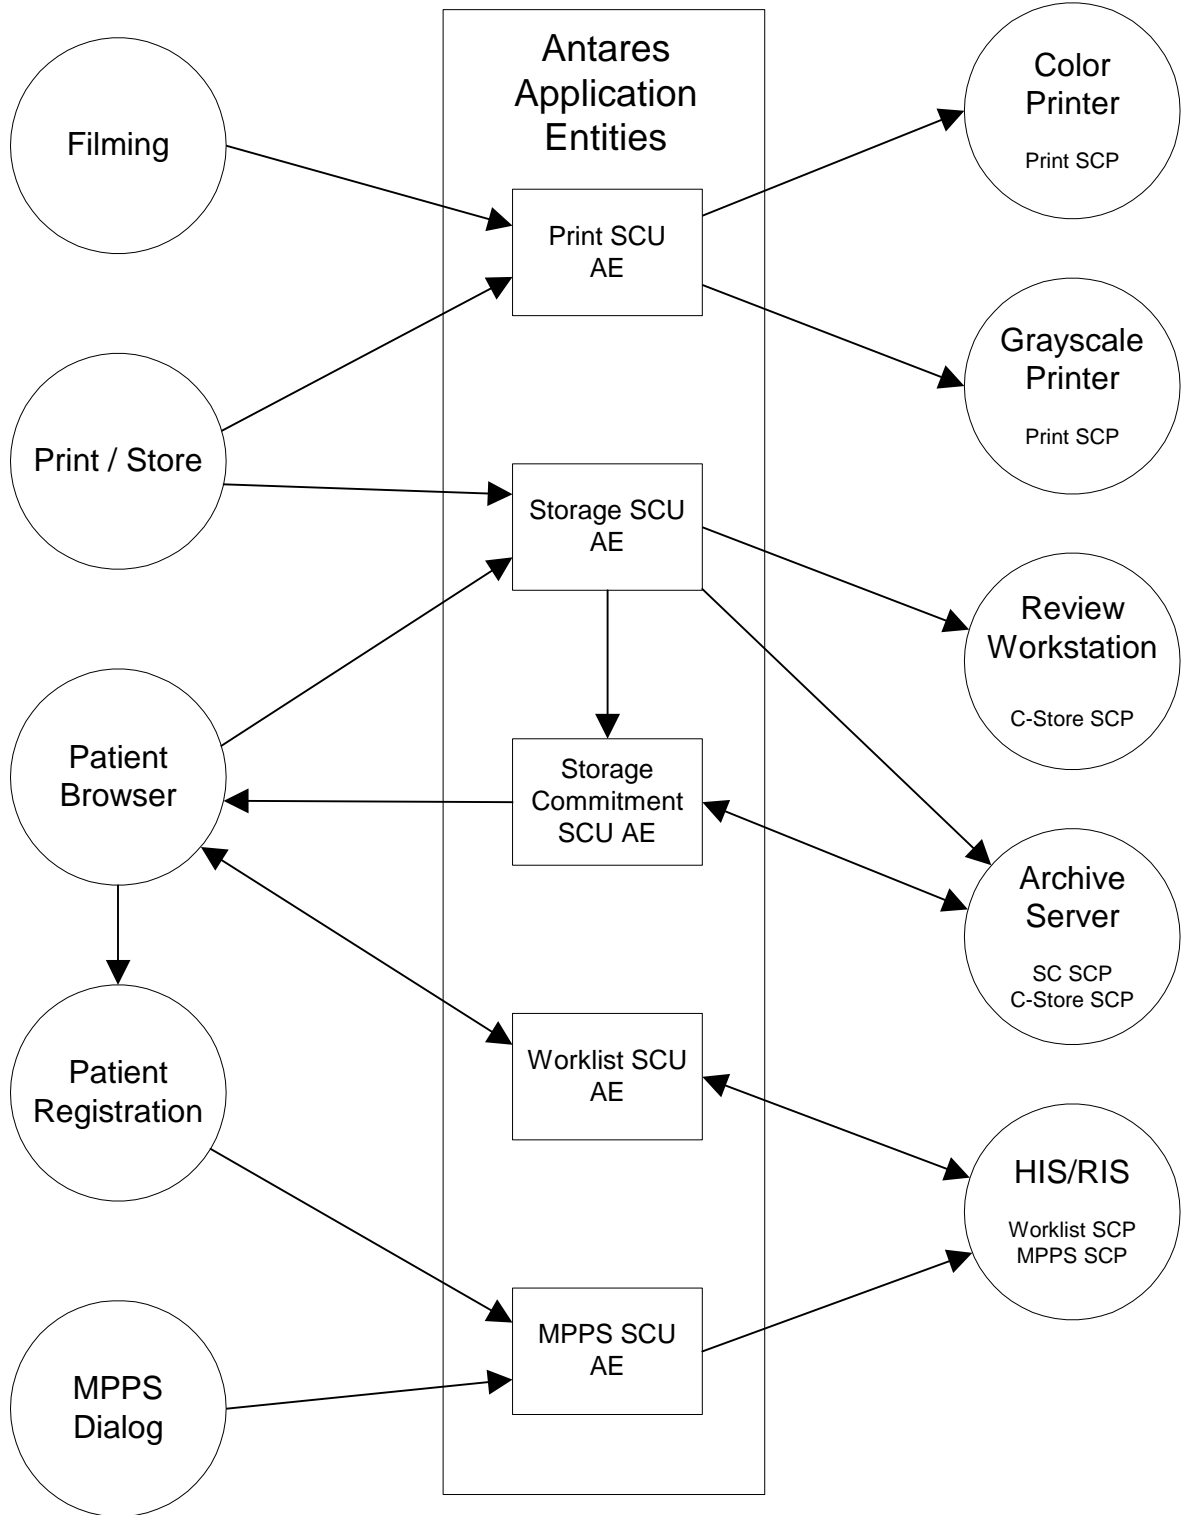 Antares
Application
Entities
Filming
Print / Store
Patient
Browser
Patient
Registration
MPPS
Dialog
Print SCU
AE
Storage SCU
AE
Storage
Commitment
SCU AE
Worklist SCU
AE
MPPS SCU
AE
Color
Printer
Print SCP
Grayscale
Printer
Print SCP
Review
Workstation
C-Store SCP
Archive
Server
SC SCP
C-Store SCP
HIS/RIS
Worklist SCP
MPPS SCP